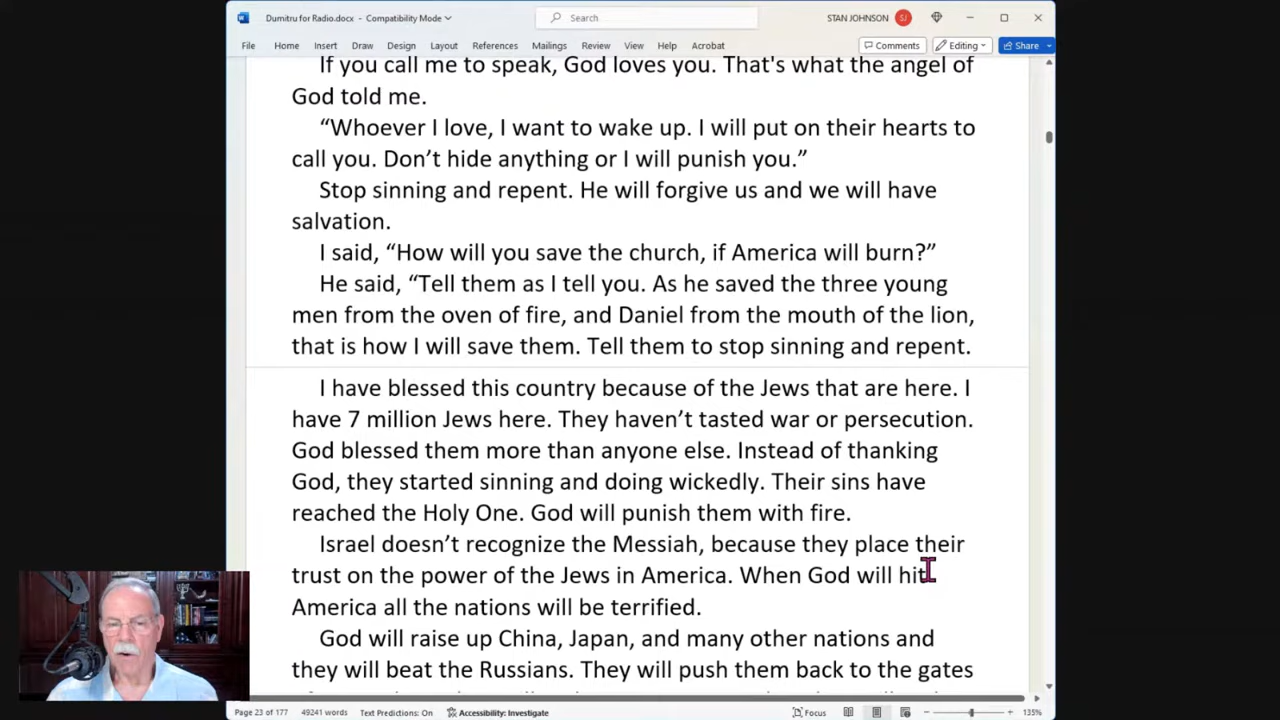 Dumitru for Radio.docx - Compatibility Mode
Search
STAN JOHNSON SJ
File Home Insert Draw Design Layout References Mailings Review View Help Acrobat
Comments Editing Share
If you call me to speak, God loves you. That's what the angel of
God told me.
“Whoever I love, I want to wake up. I will put on their hearts to
call you. Don’t hide anything or I will punish you.”
Stop sinning and repent. He will forgive us and we will have
salvation.
I said, “How will you save the church, if America will burn?”
He said, “Tell them as I tell you. As he saved the three young
men from the oven of fire, and Daniel from the mouth of the lion,
that is how I will save them. Tell them to stop sinning and repent.
I have blessed this country because of the Jews that are here. I
have 7 million Jews here. They haven’t tasted war or persecution.
God blessed them more than anyone else. Instead of thanking
God, they started sinning and doing wickedly. Their sins have
reached the Holy One. God will punish them with fire.
Israel doesn’t recognize the Messiah, because they place their
trust on the power of the Jews in America. When God will hit
America all the nations will be terrified.
God will raise up China, Japan, and many other nations and
they will beat the Russians. They will push them back to the gates
Page 23 of 177 49241 words Text Predictions: On Accessibility: Investigate Focus 135%